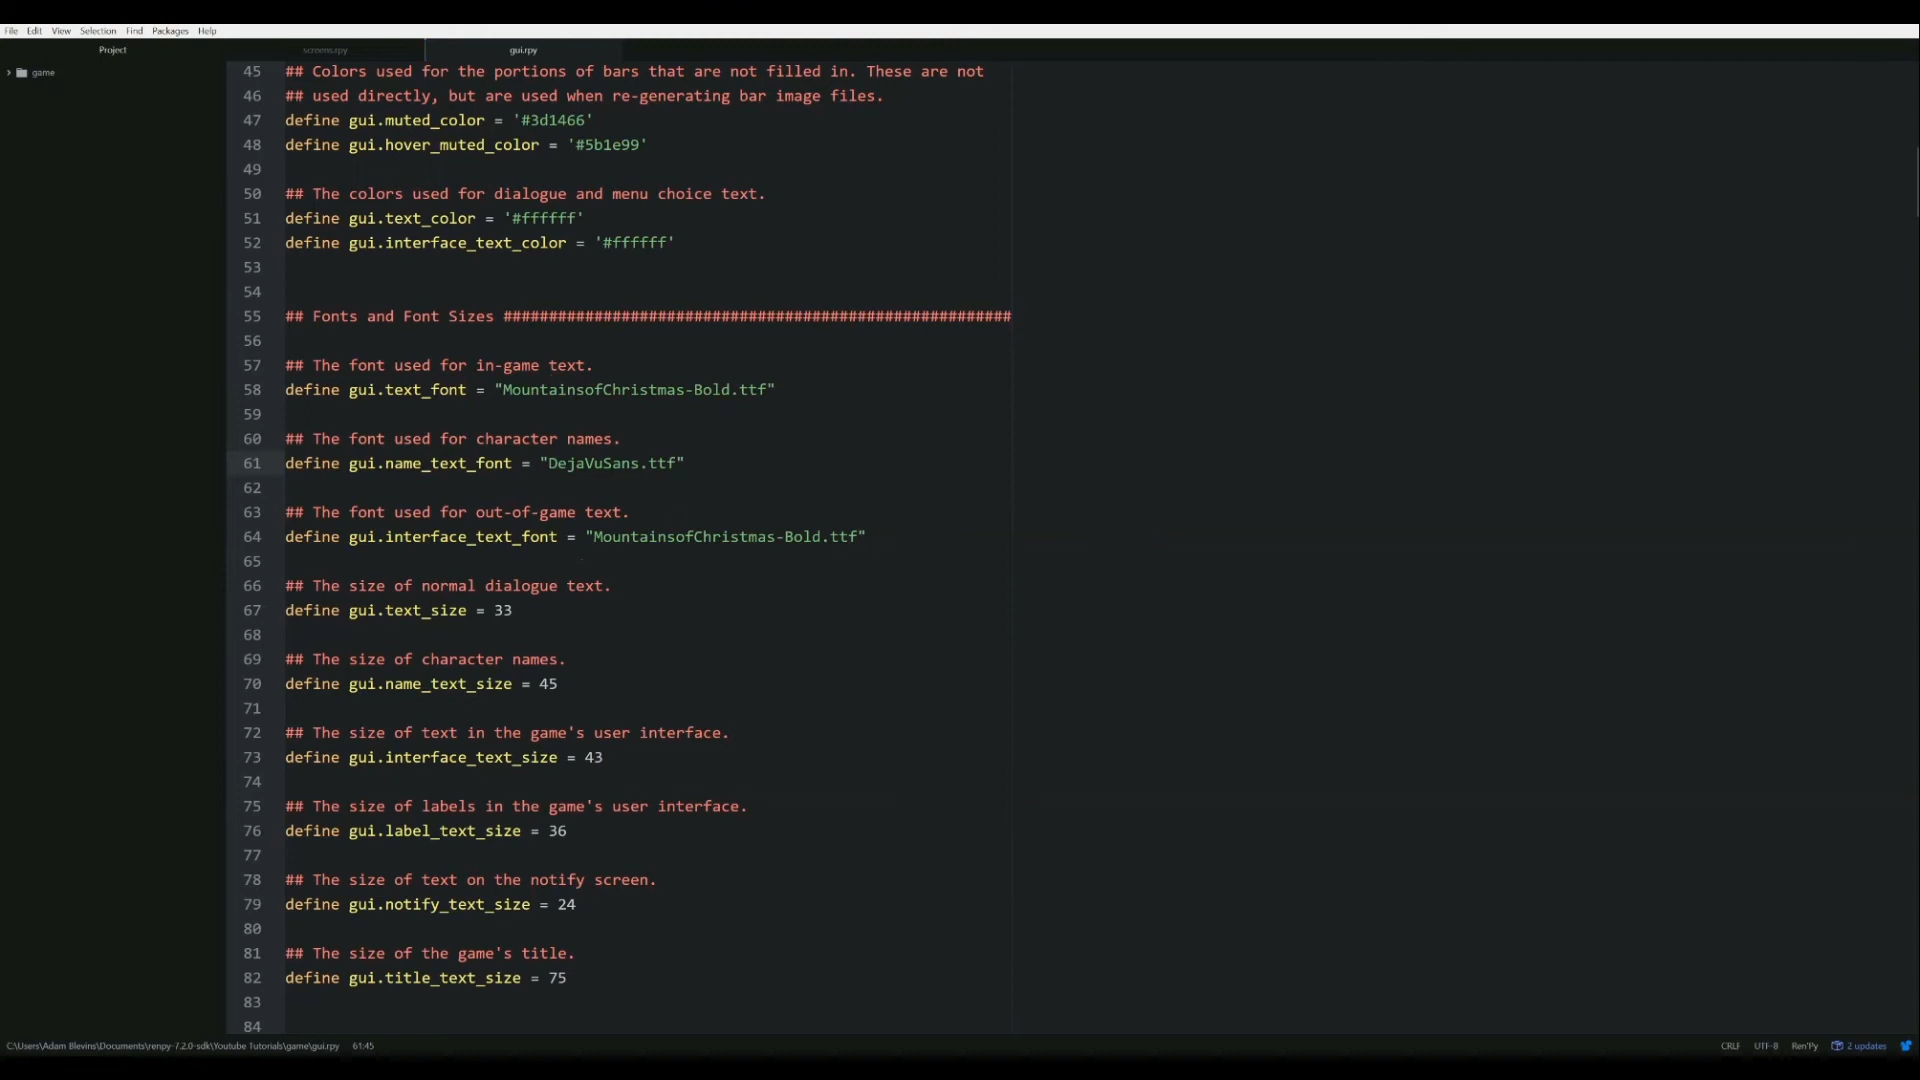 File Edit View Selection Find Packages Help
Project
screens.rpy
gui.rpy
game
45 ## Colors used for the portions of bars that are not filled in. These are not
46 ## used directly, but are used when re-generating bar image files.
47 define gui.muted_color = '#3d1466'
48 define gui.hover_muted_color = '#5b1e99'
49
50 ## The colors used for dialogue and menu choice text.
51 define gui.text_color = '#ffffff'
52 define gui.interface_text_color = '#ffffff'
53
54
55 ## Fonts and Font Sizes ########################################################
56
57 ## The font used for in-game text.
58 define gui.text_font = "MountainsofChristmas-Bold.ttf"
59
60 ## The font used for character names.
61 define gui.name_text_font = "DejaVuSans.ttf"
62
63 ## The font used for out-of-game text.
64 define gui.interface_text_font = "MountainsofChristmas-Bold.ttf"
65
66 ## The size of normal dialogue text.
67 define gui.text_size = 33
68
69 ## The size of character names.
70 define gui.name_text_size = 45
71
72 ## The size of text in the game's user interface.
73 define gui.interface_text_size = 43
74
75 ## The size of labels in the game's user interface.
76 define gui.label_text_size = 36
77
78 ## The size of text on the notify screen.
79 define gui.notify_text_size = 24
80
81 ## The size of the game's title.
82 define gui.title_text_size = 75
83
84
C:\Users\Adam Blevins\Documents\renpy-7.2.0-sdk\Youtube Tutorials\game\gui.rpy 61:45
CRLF UTF-8 Ren'Py 2 updates